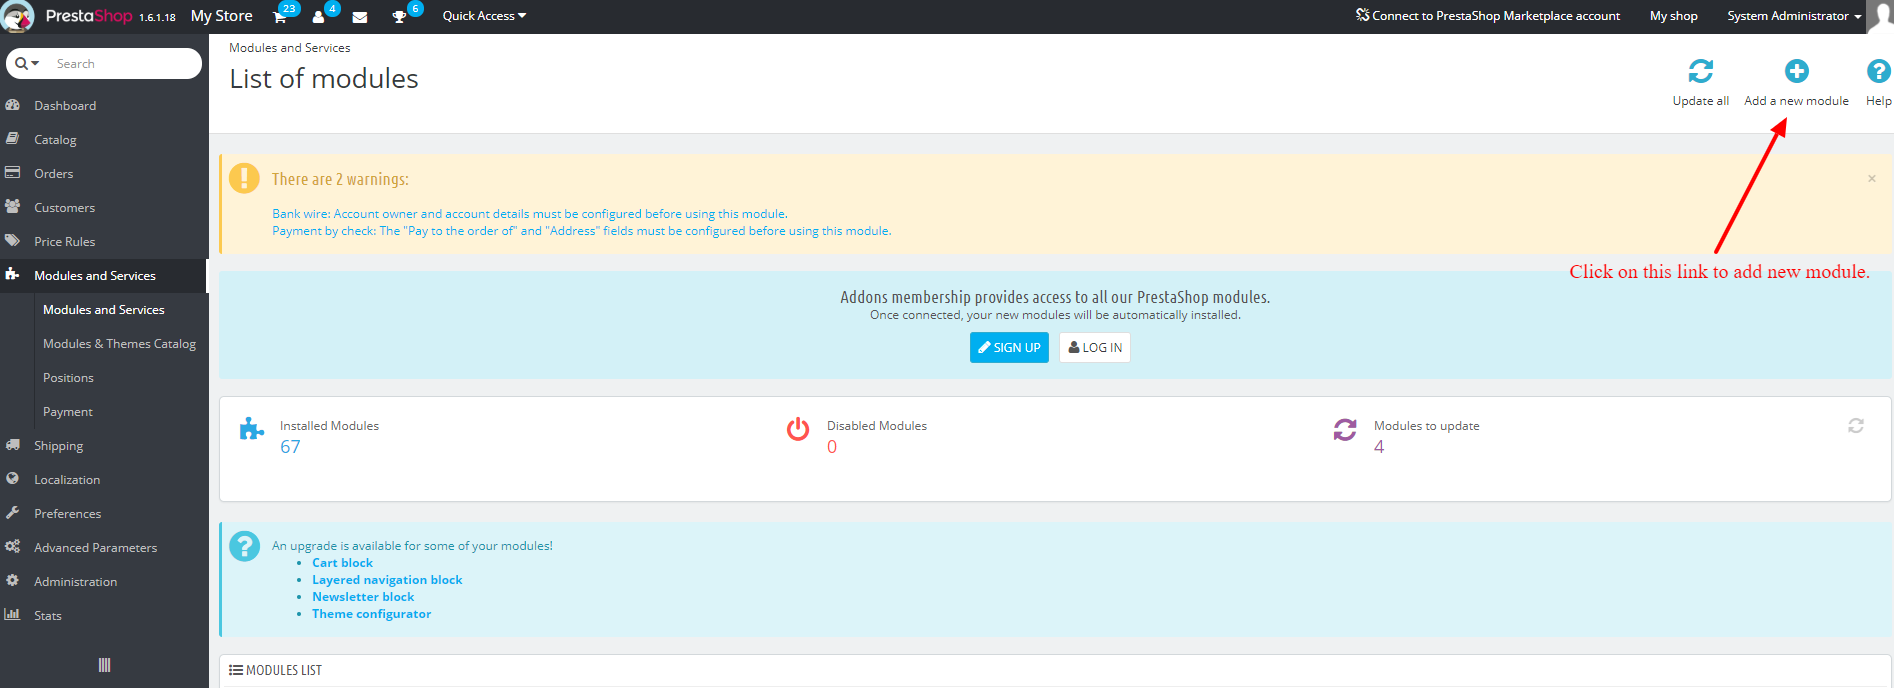 PrestaShop 1.6.1.18 My Store 23 4 6 Quick Access Connect to PrestaShop Marketplace account My shop System Administrator
Search
Dashboard
Catalog
Orders
Customers
Price Rules
Modules and Services
Modules and Services
Modules & Themes Catalog
Positions
Payment
Shipping
Localization
Preferences
Advanced Parameters
Administration
Stats
Modules and Services
List of modules
Update all Add a new module Help
There are 2 warnings:
×
Bank wire: Account owner and account details must be configured before using this module.
Payment by check: The "Pay to the order of" and "Address" fields must be configured before using this module.
Click on this link to add new module.
Addons membership provides access to all our PrestaShop modules.
Once connected, your new modules will be automatically installed.
SIGN UP LOG IN
Installed Modules
67
Disabled Modules
0
Modules to update
4
An upgrade is available for some of your modules!
• Cart block
• Layered navigation block
• Newsletter block
• Theme configurator
MODULES LIST